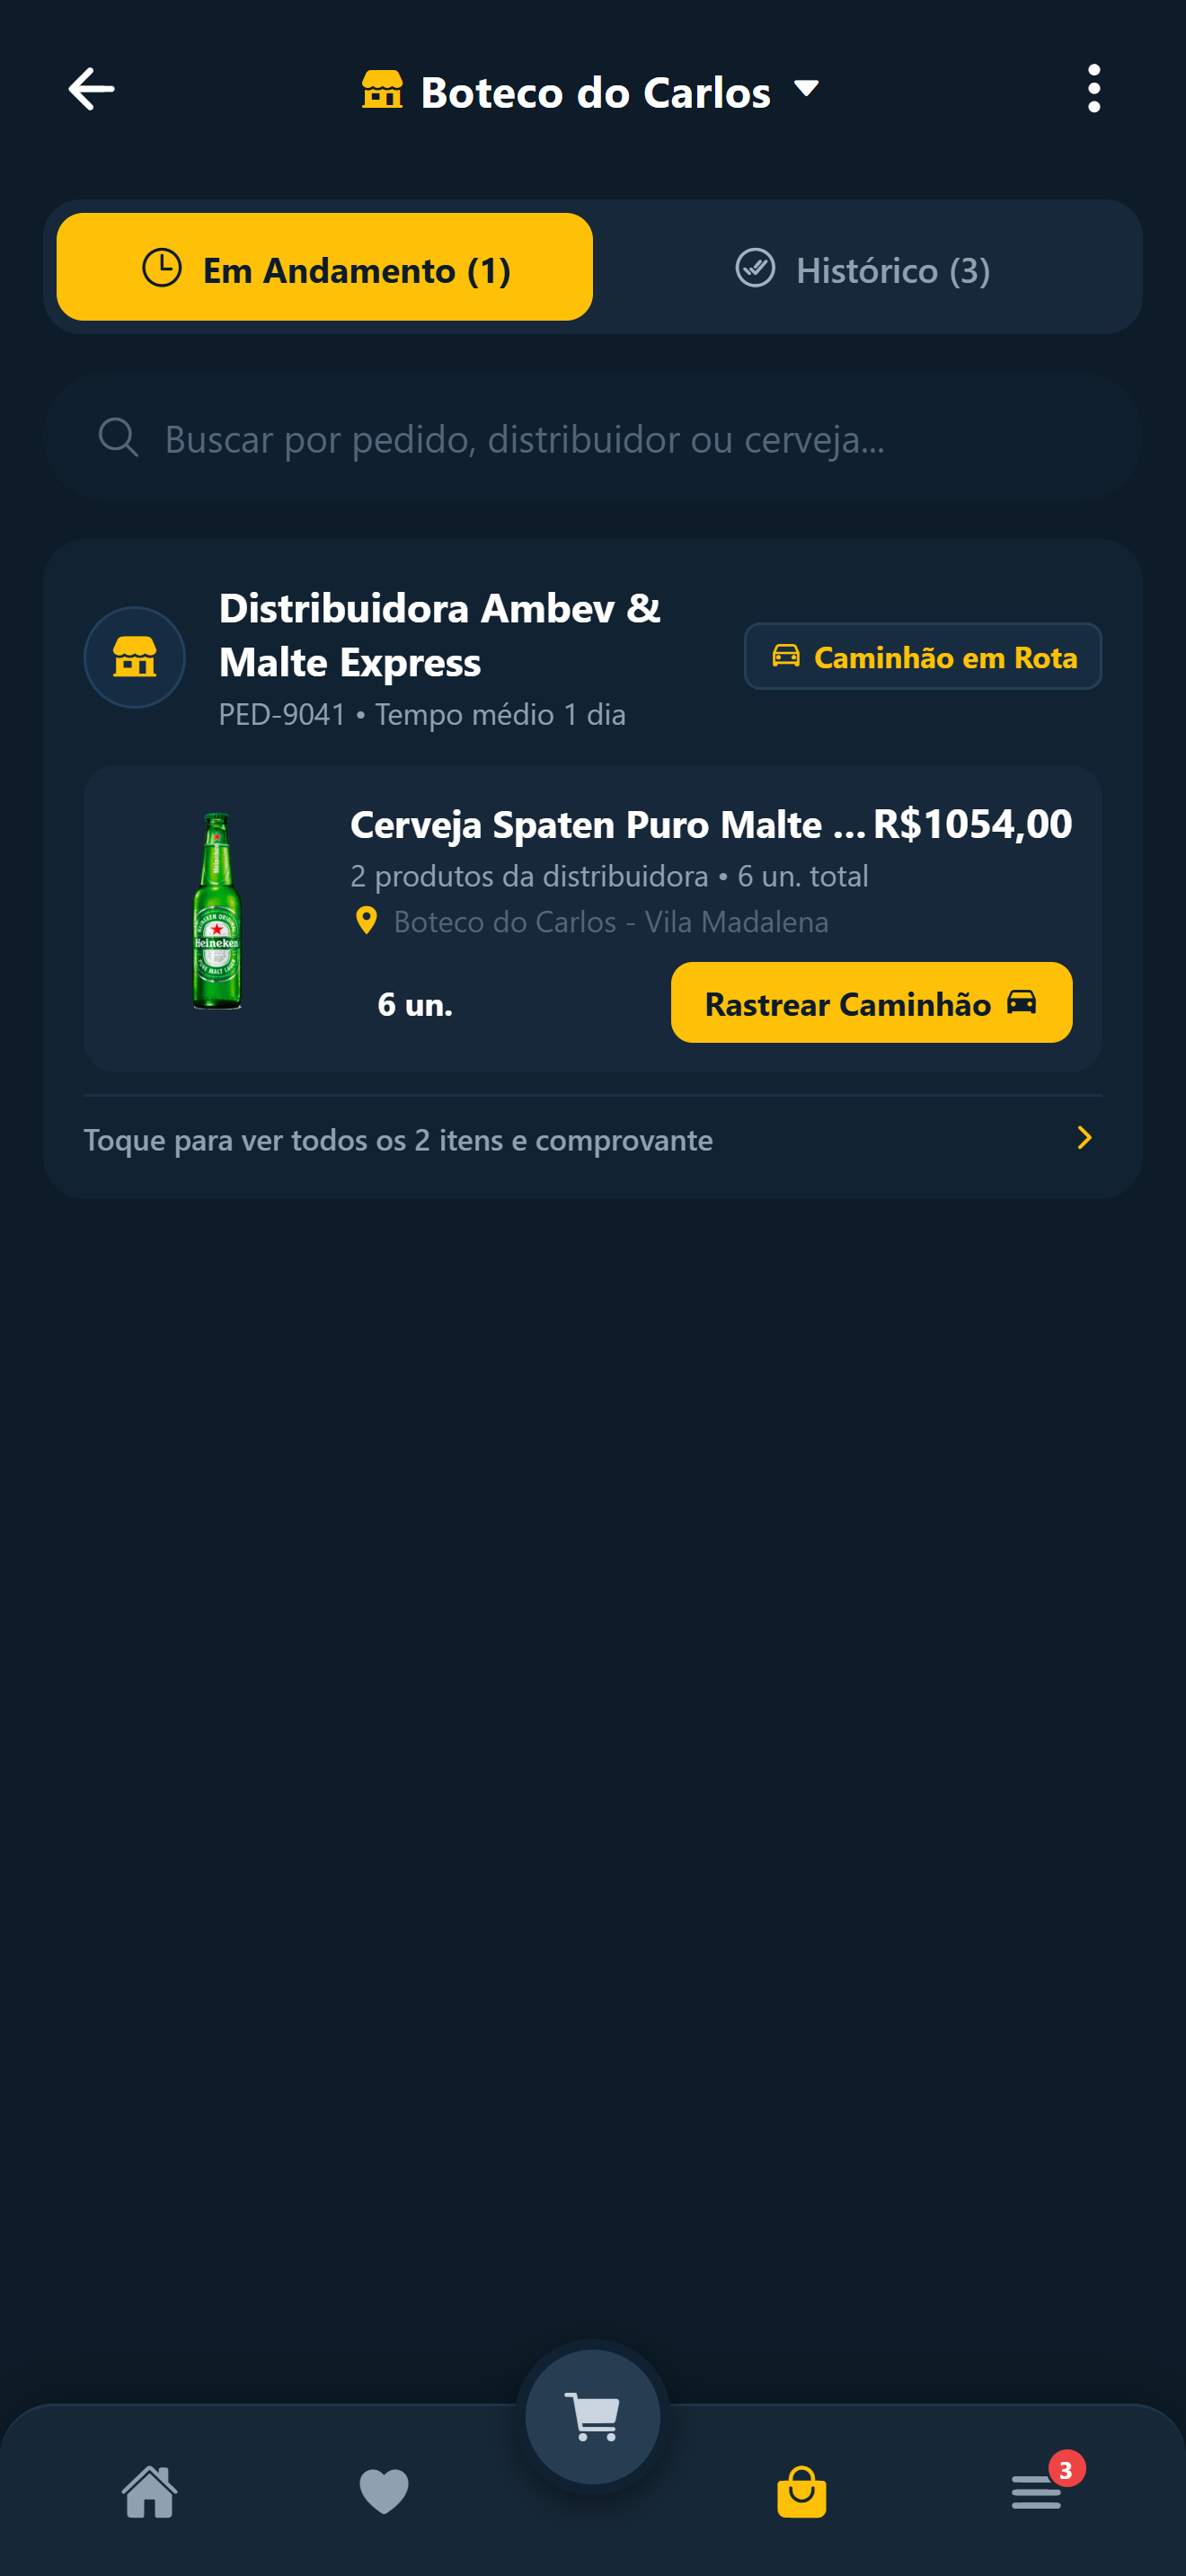 Boteco do Carlos
Em Andamento (1)
Histórico (3)
Buscar por pedido, distribuidor ou cerveja...
Distribuidora Ambev &
Malte Express
PED-9041 • Tempo médio 1 dia
Caminhão em Rota
Cerveja Spaten Puro Malte ... R$1054,00
2 produtos da distribuidora • 6 un. total
Boteco do Carlos - Vila Madalena
Heineken
6 un.
Rastrear Caminhão
Toque para ver todos os 2 itens e comprovante
3